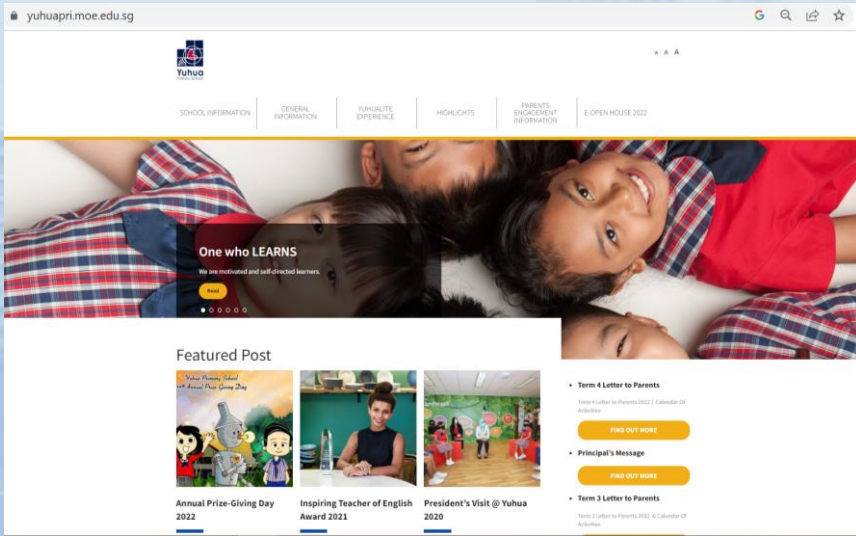 yuhuapri.moe.edu.sg
Yuhua
A A A
SCHOOL INFORMATION
GENERAL
INFORMATION
YUHUALITE
EXPERIENCE
HIGHLIGHTS
PARENTS
ENGAGEMENT
INFORMATION
E-OPEN HOUSE 2022
One who LEARNS
We are motivated and self-directed learners.
Read
Featured Post
Yuhua Primary School
Annual Prize Giving Day
Annual Prize-Giving Day
2022
Inspiring Teacher of English
Award 2021
President's Visit @ Yuhua
2020
• Term 4 Letter to Parents
Term 4 Letter to Parents 2022 | Calendar Of
Activities
FIND OUT MORE
• Principal's Message
FIND OUT MORE
• Term 3 Letter to Parents
Term 3 Letter to Parents 2022 & Calendar Of
Activities